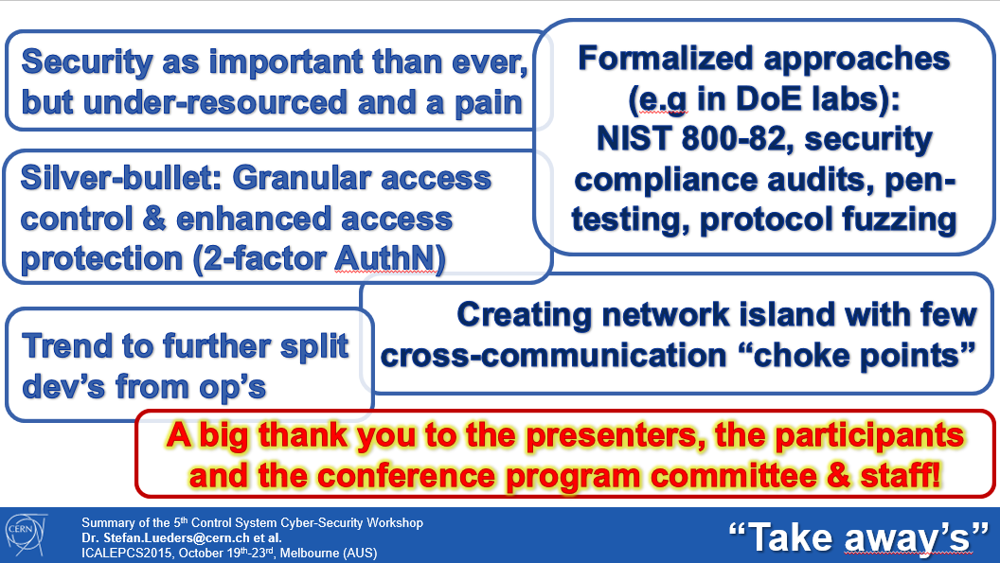 Security as important than ever,
but under-resourced and a pain
Formalized approaches
(e.g in DoE labs):
NIST 800-82, security
compliance audits, pen-
testing, protocol fuzzing
Silver-bullet: Granular access
control & enhanced access
protection (2-factor AuthN)
Creating network island with few
cross-communication “choke points”
Trend to further split
dev’s from op’s
A big thank you to the presenters, the participants
and the conference program committee & staff!
CERN
Summary of the 5th Control System Cyber-Security Workshop
Dr. Stefan.Lueders@cern.ch et al.
ICALEPCS2015, October 19th-23rd, Melbourne (AUS)
“Take away’s”